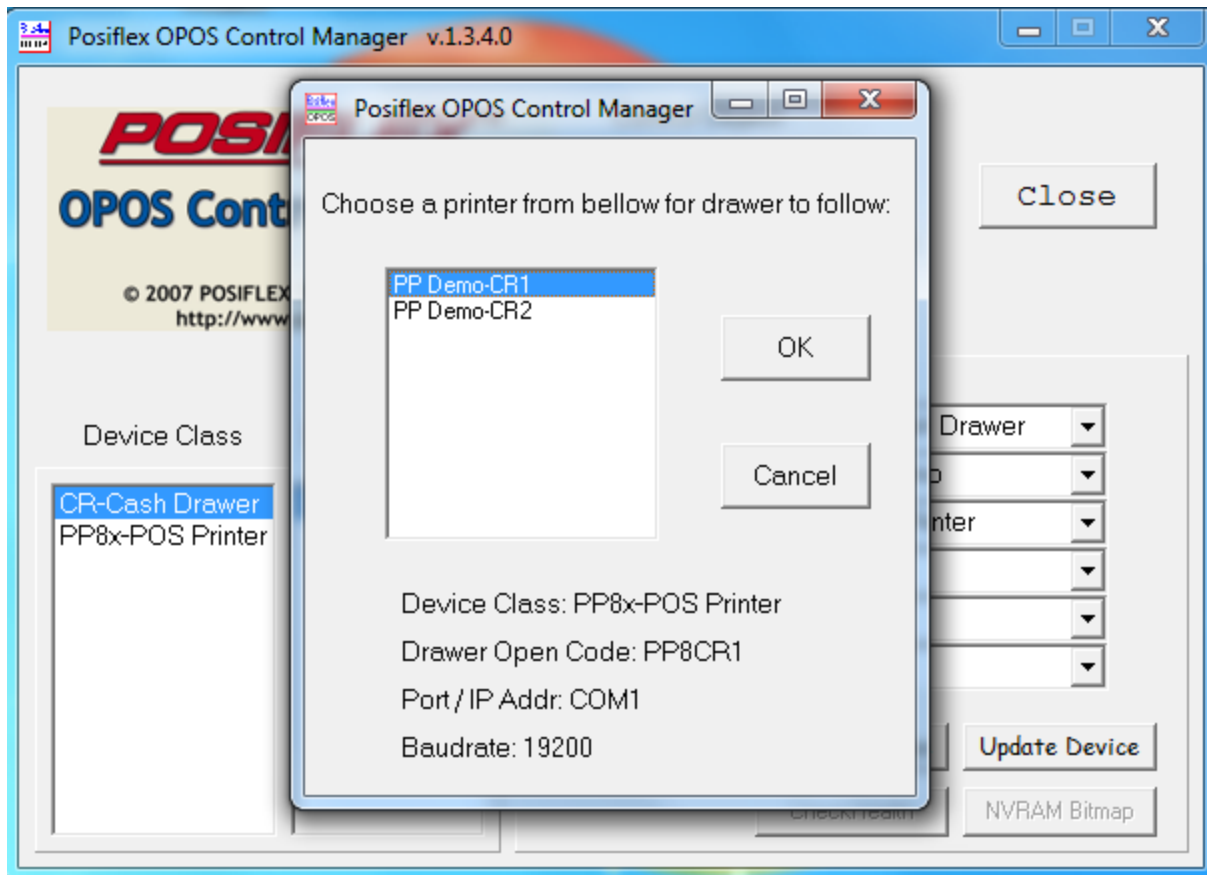 Posiflex OPOS Control Manager v.1.3.4.0
Posiflex OPOS Control Manager
POSI
OPOS Cont
© 2007 POSIFLEX
http://www
Close
Choose a printer from bellow for drawer to follow:
PP Demo-CR1
PP Demo-CR2
OK
Cancel
Device Class: PP8x-POS Printer
Drawer Open Code: PP8CR1
Port / IP Addr: COM1
Baudrate: 19200
Device Class
CR-Cash Drawer
PP8x-POS Printer
Drawer
nter
Update Device
CheckHealth
NVRAM Bitmap